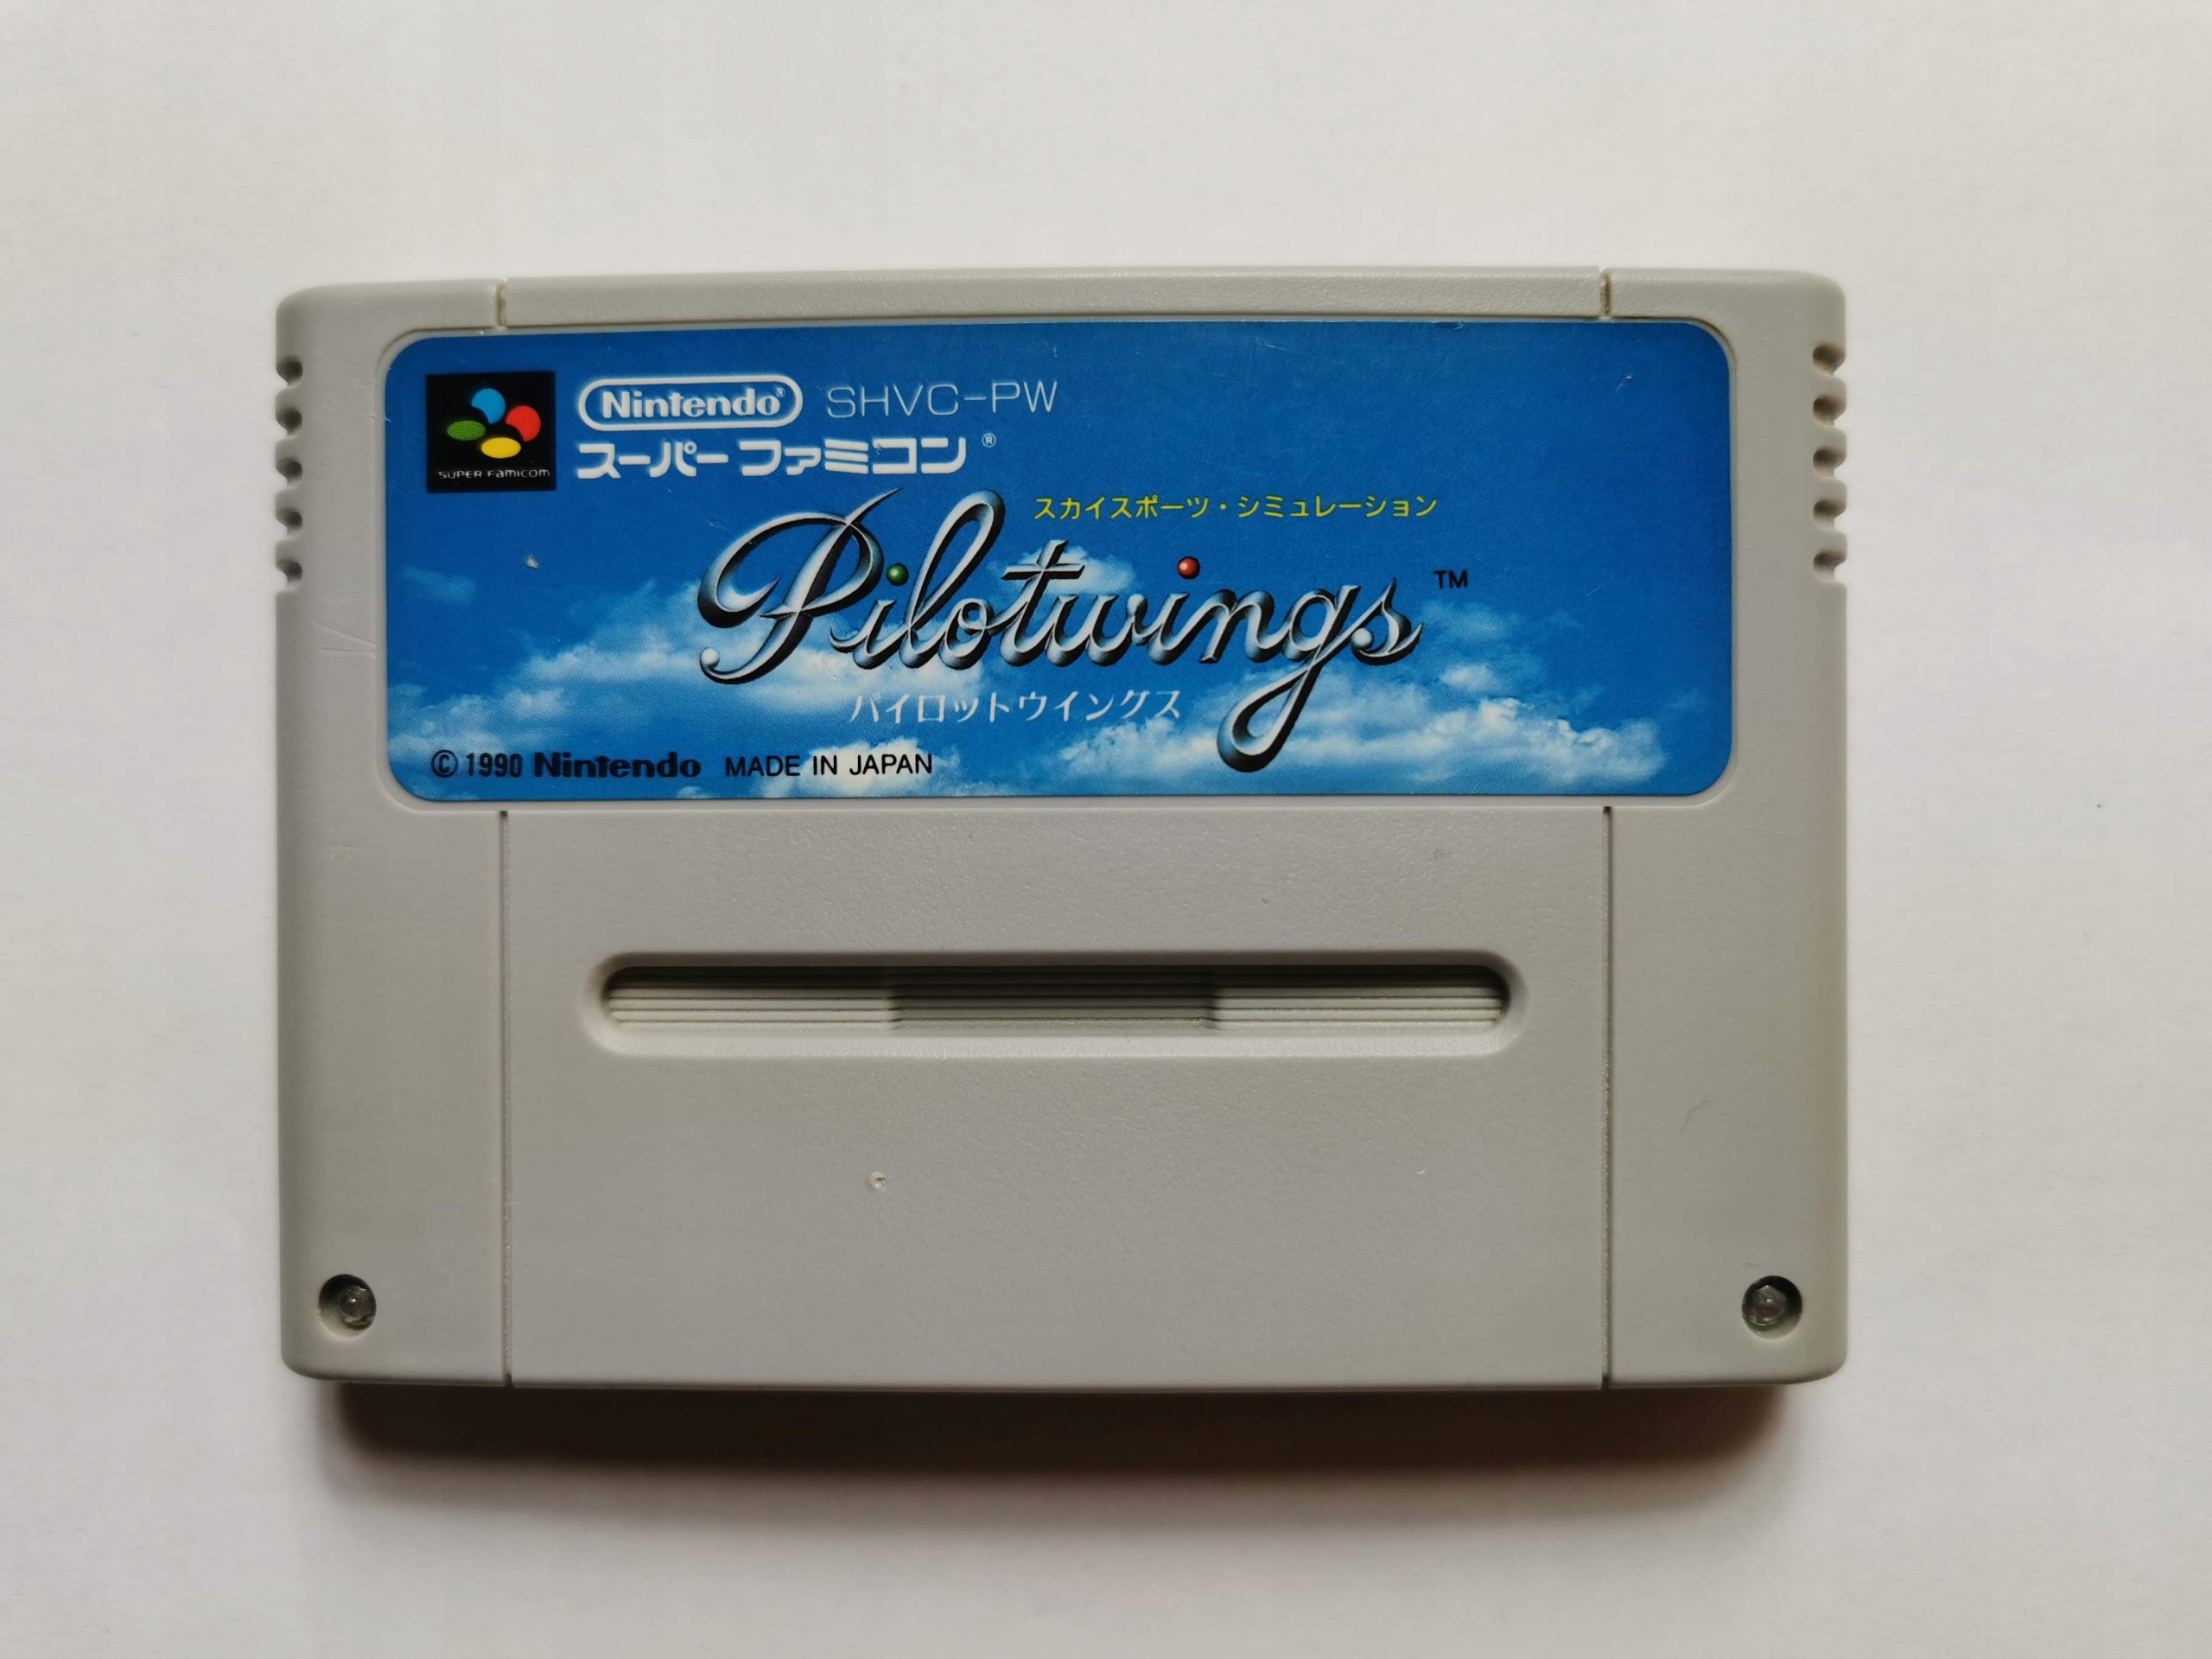 Nintendo® SHVC-PW
スーパーファミコン®
SUPER FAMICOM
スカイスポーツ・シミュレーション
Pilotwings™
パイロットウイングス
© 1990 Nintendo MADE IN JAPAN